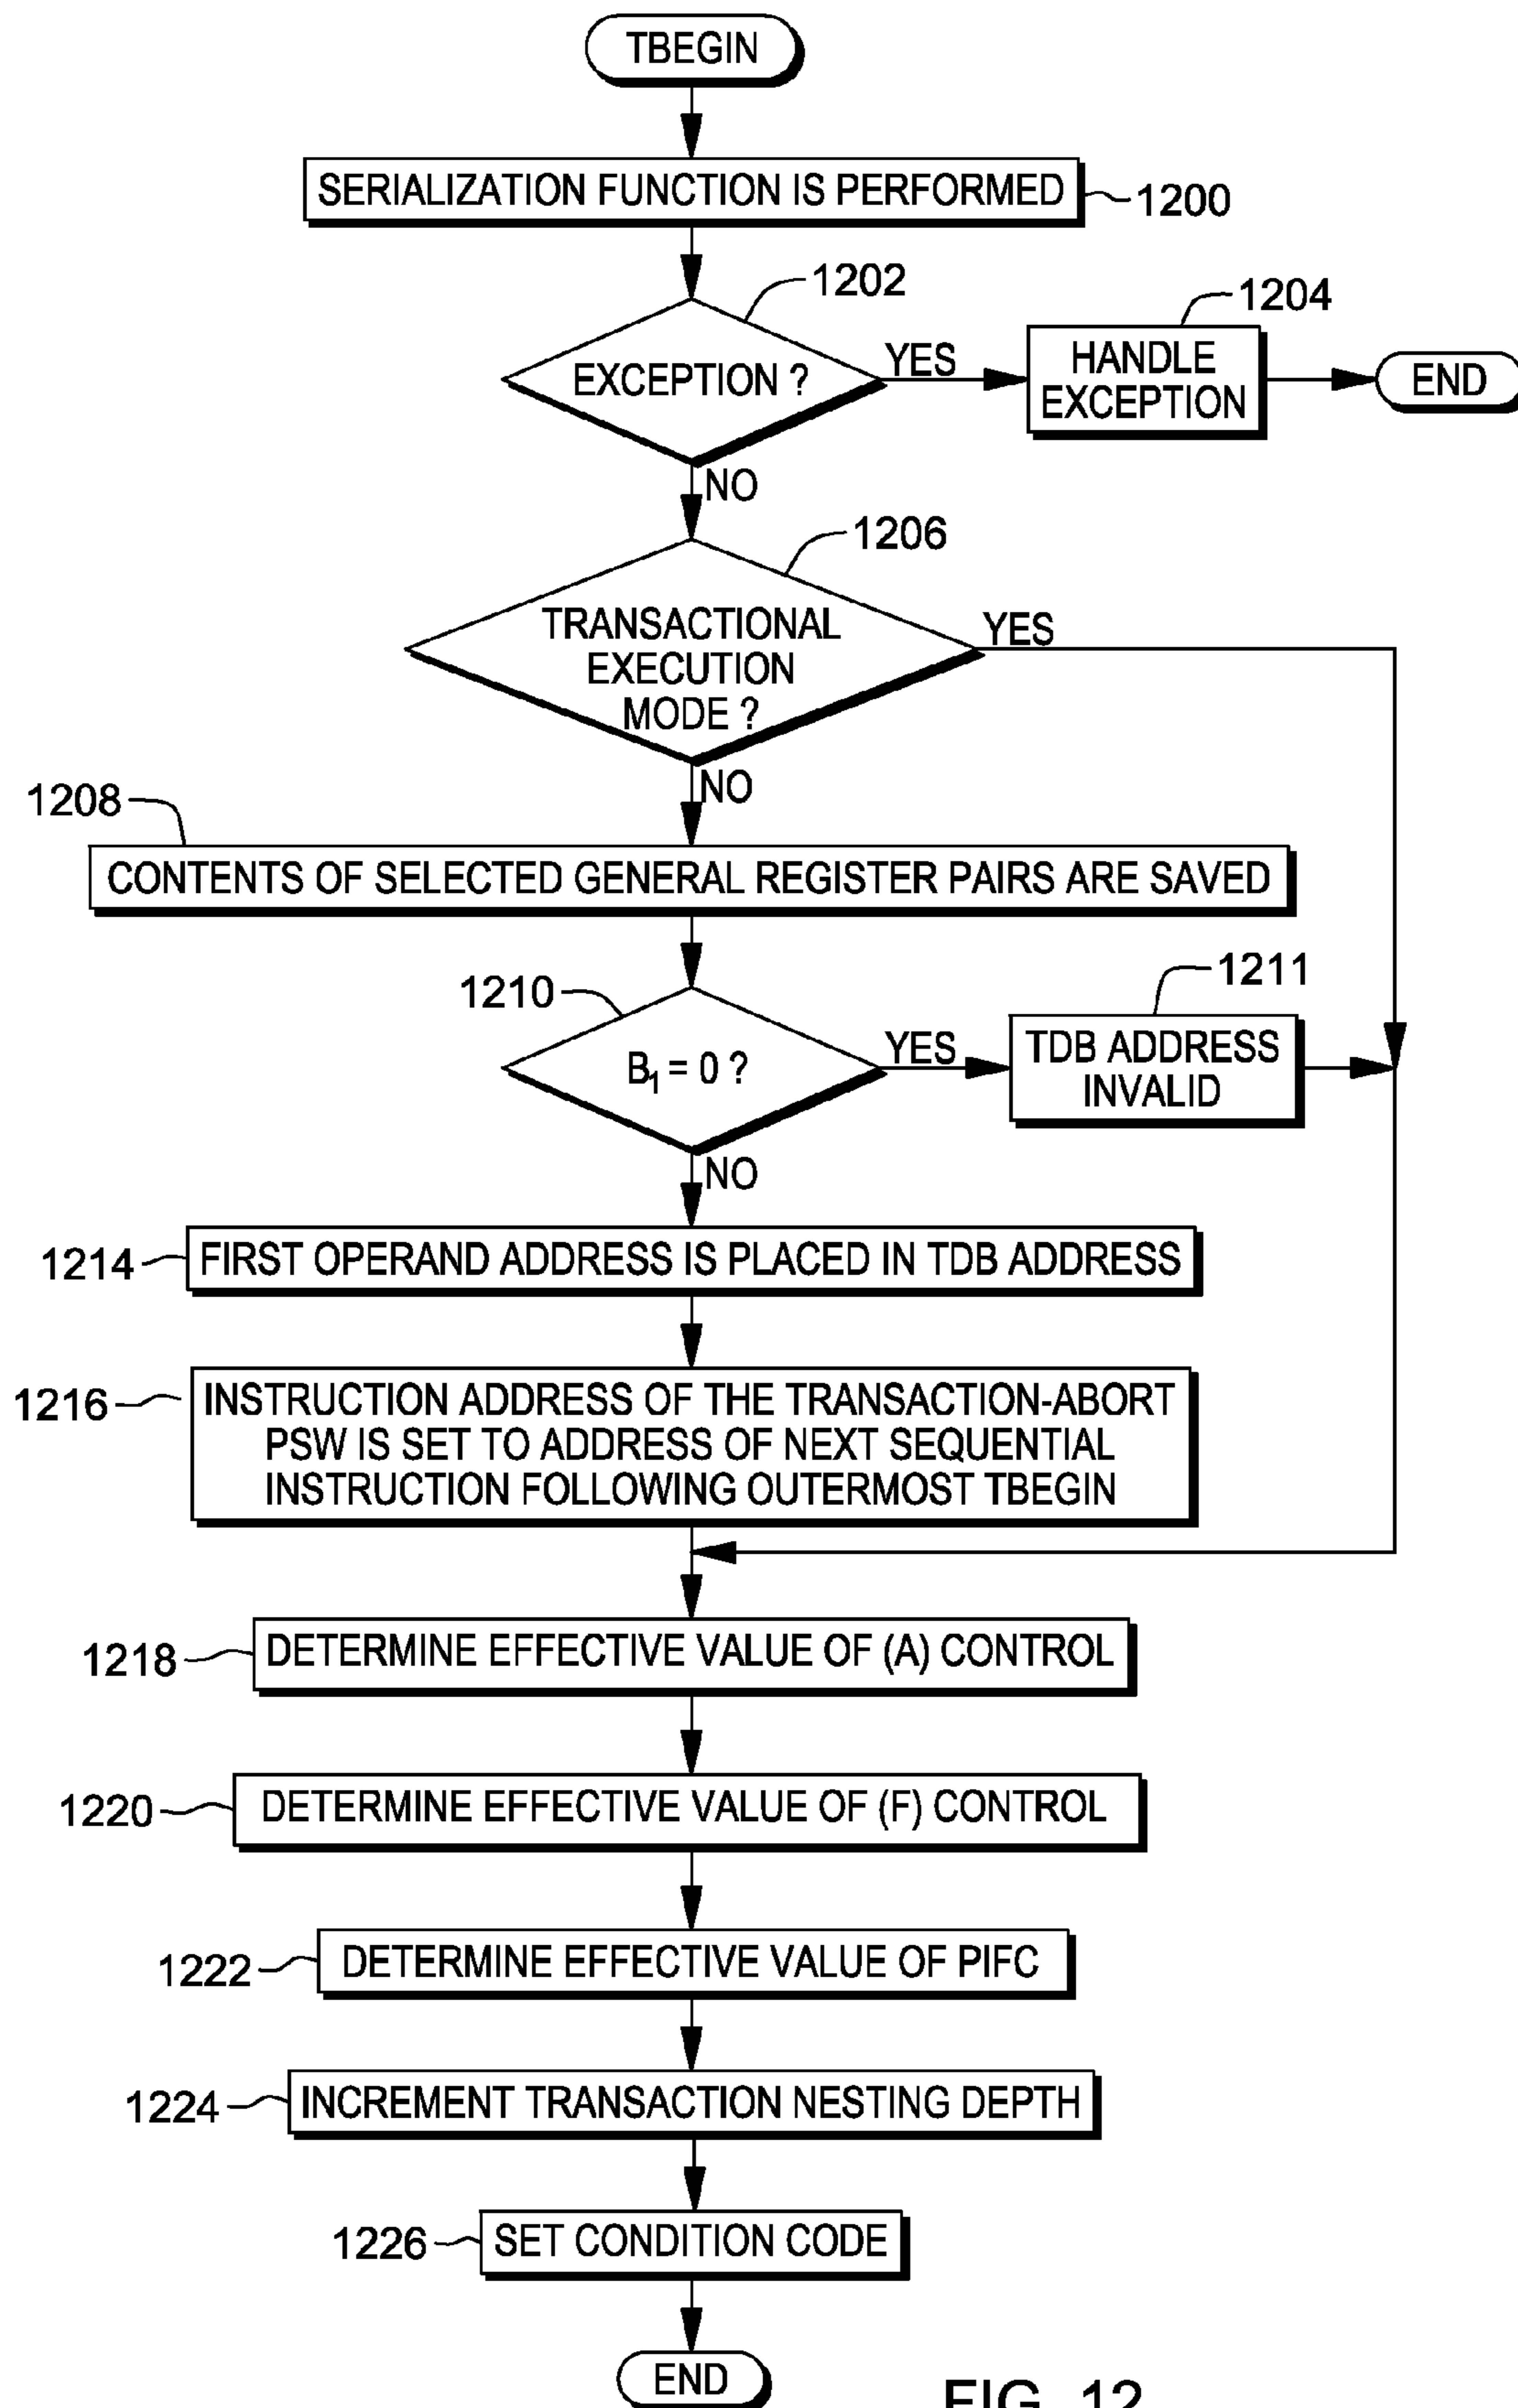 TBEGIN
SERIALIZATION FUNCTION IS PERFORMED
1200
1202
1204
EXCEPTION ?
YES
HANDLE
EXCEPTION
END
NO
1206
TRANSACTIONAL
EXECUTION
MODE ?
YES
NO
1208
CONTENTS OF SELECTED GENERAL REGISTER PAIRS ARE SAVED
1210
1211
B1 = 0 ?
YES
TDB ADDRESS
INVALID
NO
1214
FIRST OPERAND ADDRESS IS PLACED IN TDB ADDRESS
1216
INSTRUCTION ADDRESS OF THE TRANSACTION-ABORT
PSW IS SET TO ADDRESS OF NEXT SEQUENTIAL
INSTRUCTION FOLLOWING OUTERMOST TBEGIN
1218
DETERMINE EFFECTIVE VALUE OF (A) CONTROL
1220
DETERMINE EFFECTIVE VALUE OF (F) CONTROL
1222
DETERMINE EFFECTIVE VALUE OF PIFC
1224
INCREMENT TRANSACTION NESTING DEPTH
1226
SET CONDITION CODE
END
FIG. 12